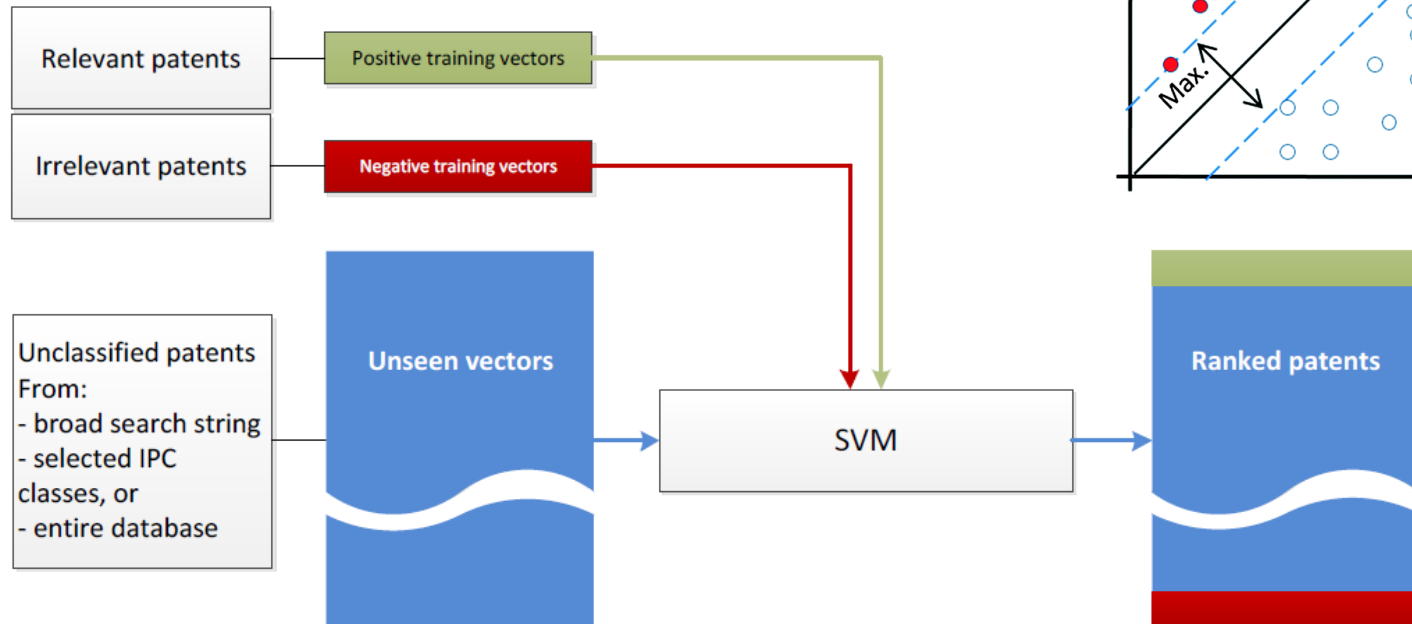 Relevant patents
Positive training vectors
Max.
Irrelevant patents
Negative training vectors
Unclassified patents
From:
- broad search string
- selected IPC
classes, or
- entire database
Unseen vectors
SVM
Ranked patents